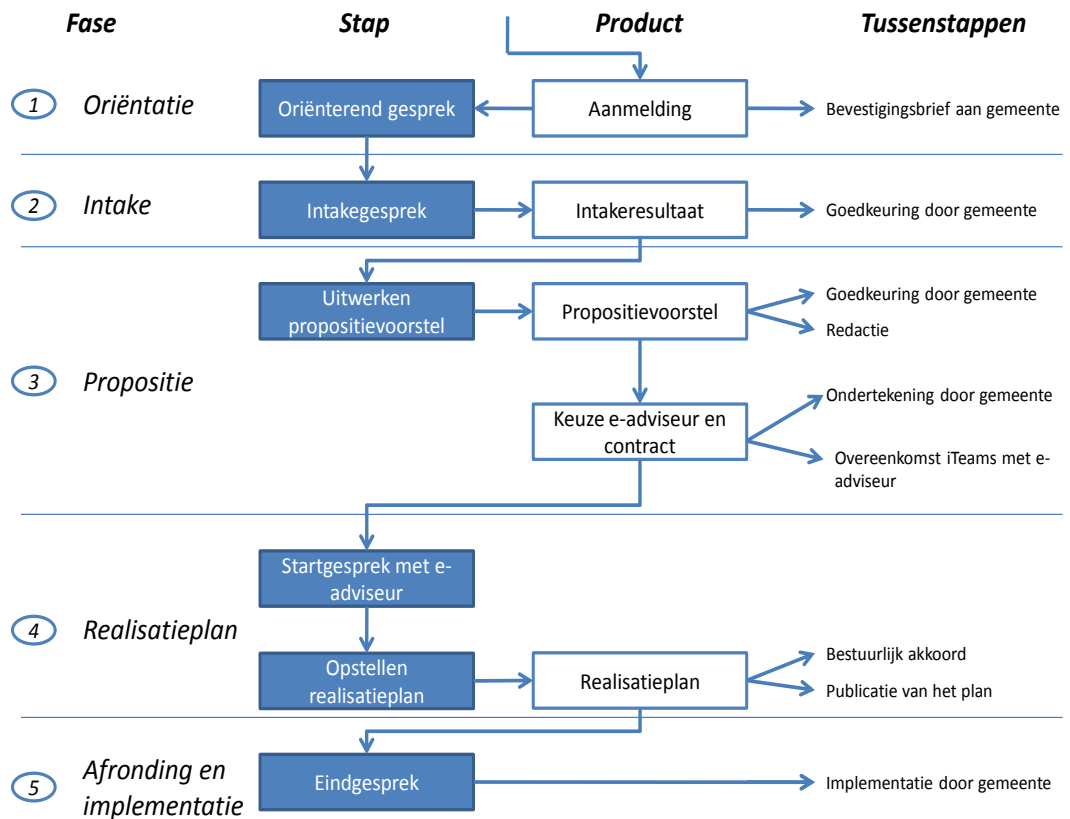 Fase Stap Product Tussenstappen
1 Oriëntatie
Oriënterend gesprek
Aanmelding
Bevestigingsbrief aan gemeente
2 Intake
Intakegesprek
Intakeresultaat
Goedkeuring door gemeente
3 Propositie
Uitwerken
propositievoorstel
Propositievoorstel
Goedkeuring door gemeente
Redactie
Keuze e-adviseur en
contract
Ondertekening door gemeente
Overeenkomst iTeams met e-
adviseur
4 Realisatieplan
Startgesprek met e-
adviseur
Opstellen
realisatieplan
Realisatieplan
Bestuurlijk akkoord
Publicatie van het plan
5 Afronding en
implementatie
Eindgesprek
Implementatie door gemeente